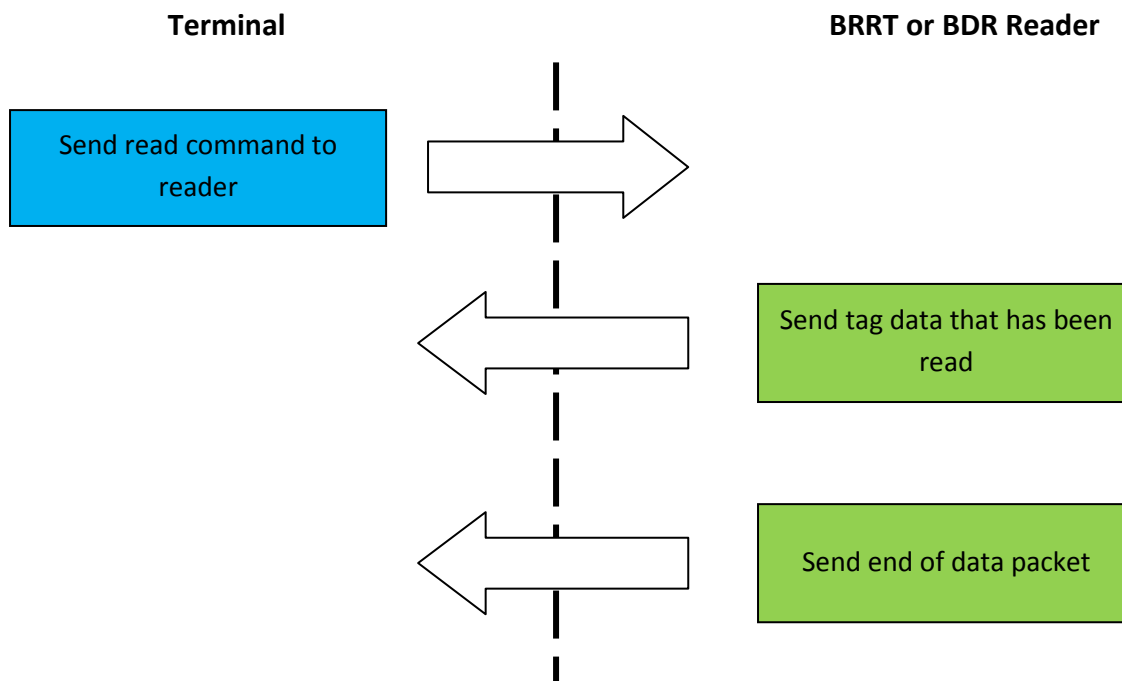 Terminal
BRRT or BDR Reader
Send read command to
reader
Send tag data that has been
read
Send end of data packet